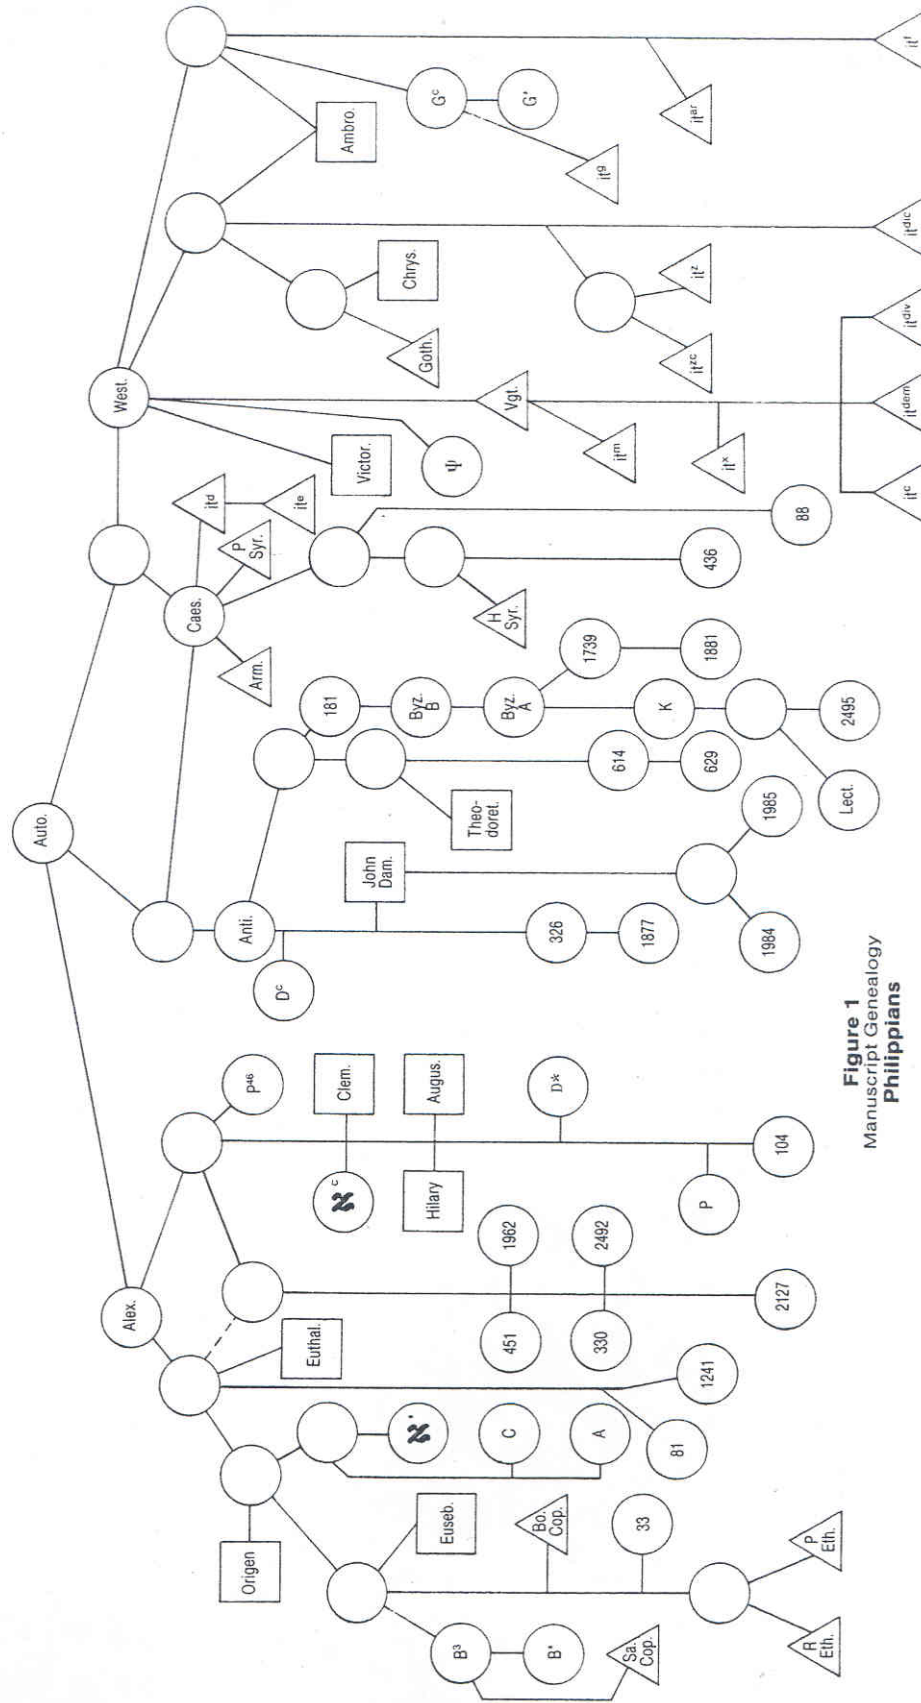 Auto.
Alex.
West.
Caes.
Anti.
Origen
Euthal.
P⁴⁶
Clem.
א ᶜ
Hilary
Augus.
D*
P
104
451
1962
330
2492
2127
1241
81
א*
C
A
Euseb.
Bo.
Cop.
33
B³
B*
Sa.
Cop.
R
Eth.
P
Eth.
Dᶜ
John
Dam.
326
1877
1984
1985
Theo-
doret.
614
629
181
Byz.
B
Byz.
A
1739
1881
K
Lect.
2495
Arm.
P
Syr.
itᵈ
itᵉ
H
Syr.
436
88
Victor.
Ψ
Vgt.
itᵐ
itˣ
itᶜ
itᵈᵉᵐ
itᵈⁱᵛ
Goth.
Chrys.
Ambro.
itᶻᶜ
itᶻ
itᵈⁱᶜ
Gᶜ
G*
itᵍ
itᵃʳ
itᵗ
Figure 1
Manuscript Genealogy
Philippians